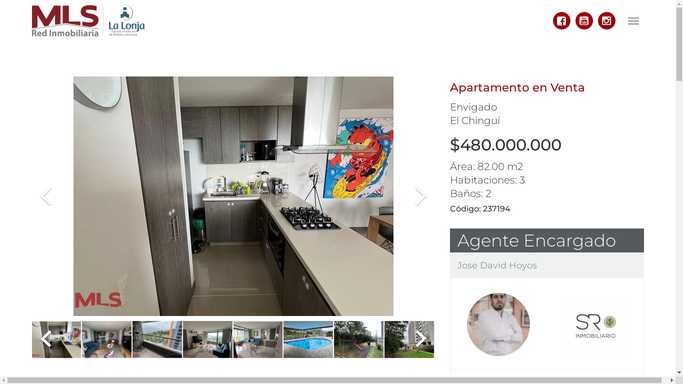 MLS
Red Inmobiliaria
La Lonja
Apartamento en Venta
Envigado
El Chinguí
$480.000.000
Área: 82.00 m2
Habitaciones: 3
Baños: 2
Código: 237194
MLS
Agente Encargado
Jose David Hoyos
SR
INMOBILIARIO